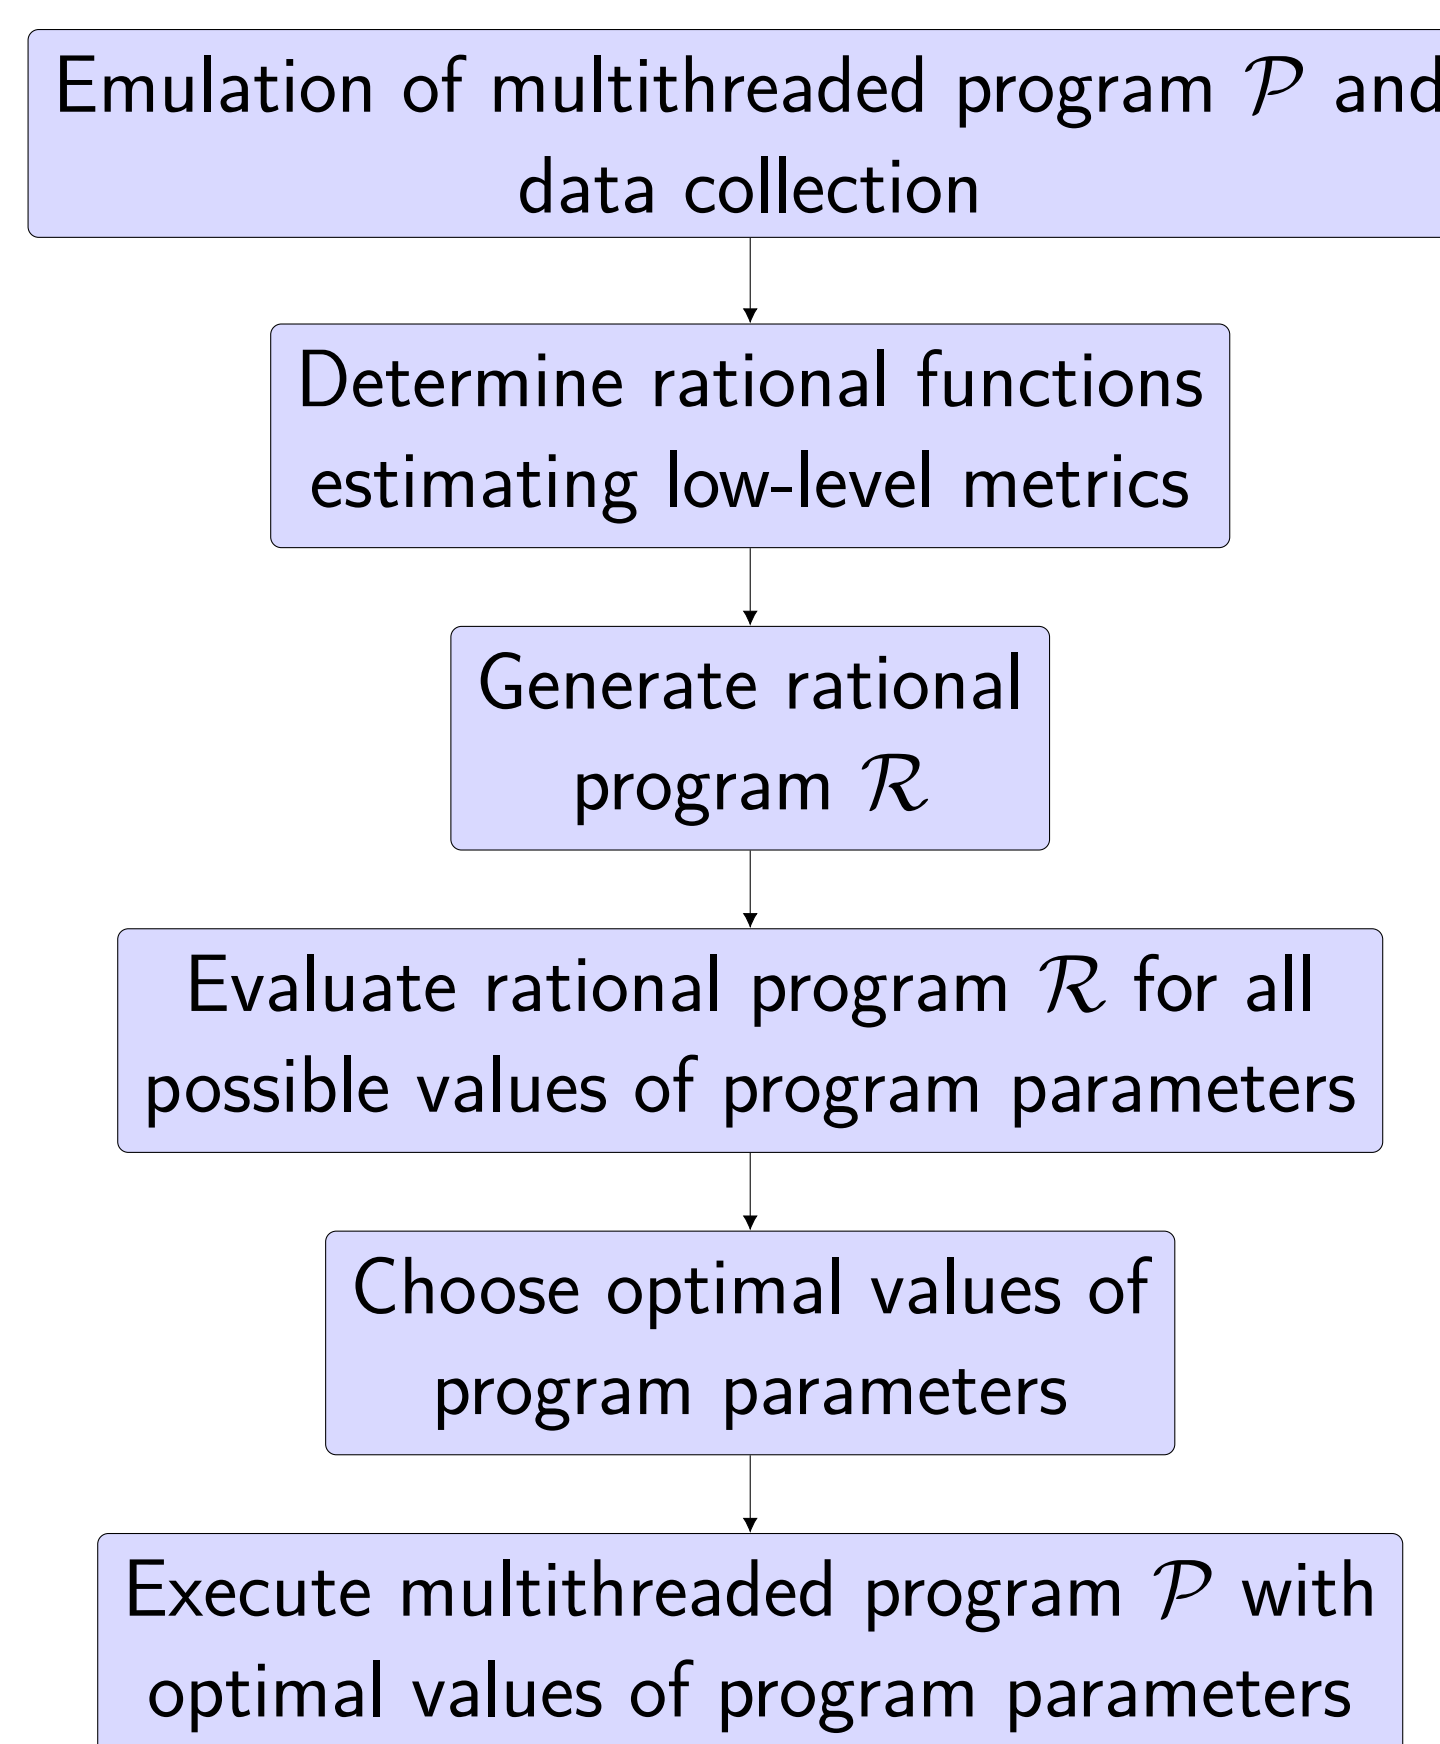 Emulation of multithreaded program 𝒫 and
data collection
Determine rational functions
estimating low-level metrics
Generate rational
program ℛ
Evaluate rational program ℛ for all
possible values of program parameters
Choose optimal values of
program parameters
Execute multithreaded program 𝒫 with
optimal values of program parameters